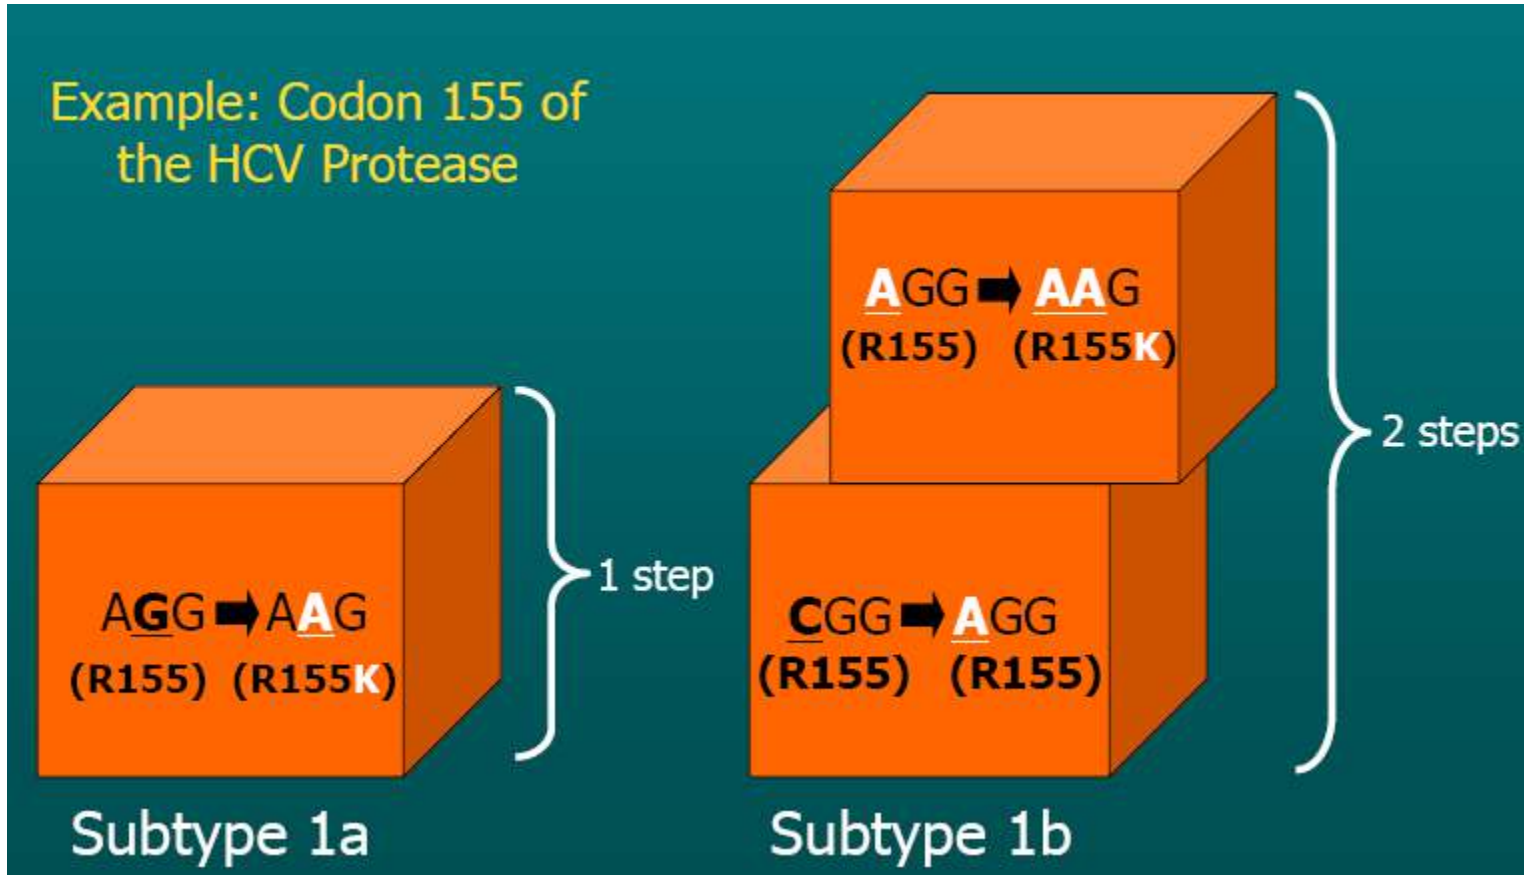 Example: Codon 155 of
the HCV Protease
AGG➡AAG
(R155) (R155K)
1 step
Subtype 1a
AGG➡AAG
(R155) (R155K)
CGG➡AGG
(R155) (R155)
2 steps
Subtype 1b